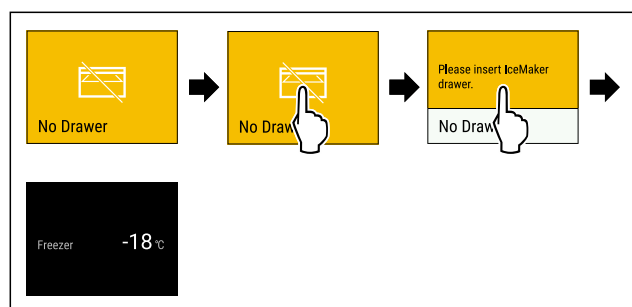 No Drawer
No Draw
Please insert IceMaker
drawer.
No Draw
Freezer -18 °C